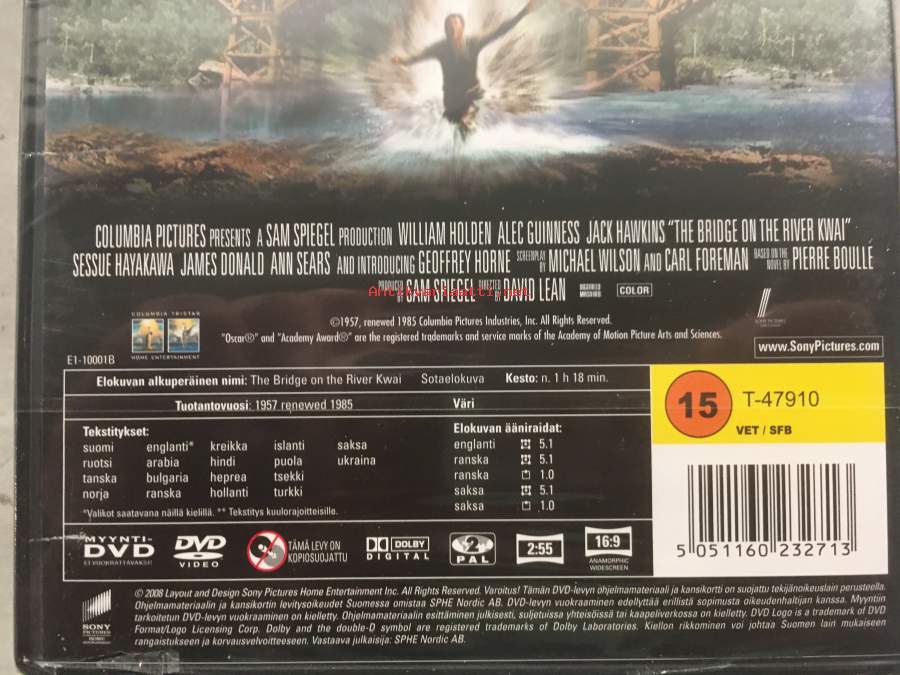 COLUMBIA PICTURES PRESENTS A SAM SPIEGEL PRODUCTION WILLIAM HOLDEN ALEC GUINNESS JACK HAWKINS "THE BRIDGE ON THE RIVER KWAI"
SESSUE HAYAKAWA JAMES DONALD ANN SEARS AND INTRODUCING GEOFFREY HORNE SCREENPLAY BY MICHAEL WILSON AND CARL FOREMAN BASED ON THE NOVEL BY PIERRE BOULLE
PRODUCED BY SAM SPIEGEL DIRECTED BY DAVID LEAN COLOR
Antikvariaatti.net
©1957, renewed 1985 Columbia Pictures Industries, Inc. All Rights Reserved.
"Oscar®" and "Academy Award®" are the registered trademarks and service marks of the Academy of Motion Picture Arts and Sciences.
COLUMBIA TRISTAR
HOME ENTERTAINMENT
www.SonyPictures.com
E1-10001B
Elokuvan alkuperäinen nimi: The Bridge on the River Kwai Sotaelokuva Kesto: n. 1 h 18 min.
Tuotantovuosi: 1957 renewed 1985 Väri
Tekstitykset:
suomi englanti* kreikka islanti saksa
ruotsi arabia hindi puola ukraina
tanska bulgaria heprea tsekki
norja ranska hollanti turkki
*Valikot saatavana näillä kielillä. ** Tekstitys kuulorajoitteisille.
Elokuvan ääniraidat:
englanti 5.1
ranska 5.1
ranska 1.0
saksa 5.1
saksa 1.0
15 T-47910
VET / SFB
5 051160 232713
MYYNTI-
DVD
EI VUOKRATTAVAKSI
DVD
VIDEO
TÄMÄ LEVY ON
KOPIOSUOJATTU
DOLBY
DIGITAL
2
PAL
2:55
16:9
ANAMORPHIC
WIDESCREEN
SONY
PICTURES
© 2008 Layout and Design Sony Pictures Home Entertainment Inc. All Rights Reserved. Varoitus! Tämän DVD-levyn ohjelmamateriaali ja kansikortti on suojattu tekijänoikeuslain perusteella.
Ohjelmamateriaalin ja kansikortin levitysoikeudet Suomessa omistaa SPHE Nordic AB. DVD-levyn vuokraaminen edellyttää erillistä sopimusta oikeudenhaltijan kanssa. Myyntiin
tarkoitetun DVD-levyn vuokraaminen on kielletty. Ohjelmamateriaalin esittäminen julkisesti, suljetuissa yhteisöissä tai kaapeliverkossa on kielletty. DVD Logo is a trademark of DVD
Format/Logo Licensing Corp. Dolby and the double-D symbol are registered trademarks of Dolby Laboratories. Kiellon rikkominen voi johtaa Suomen lain mukaiseen
rangaistukseen ja korvausvelvoitteeseen. Vastaava julkaisija: SPHE Nordic AB.